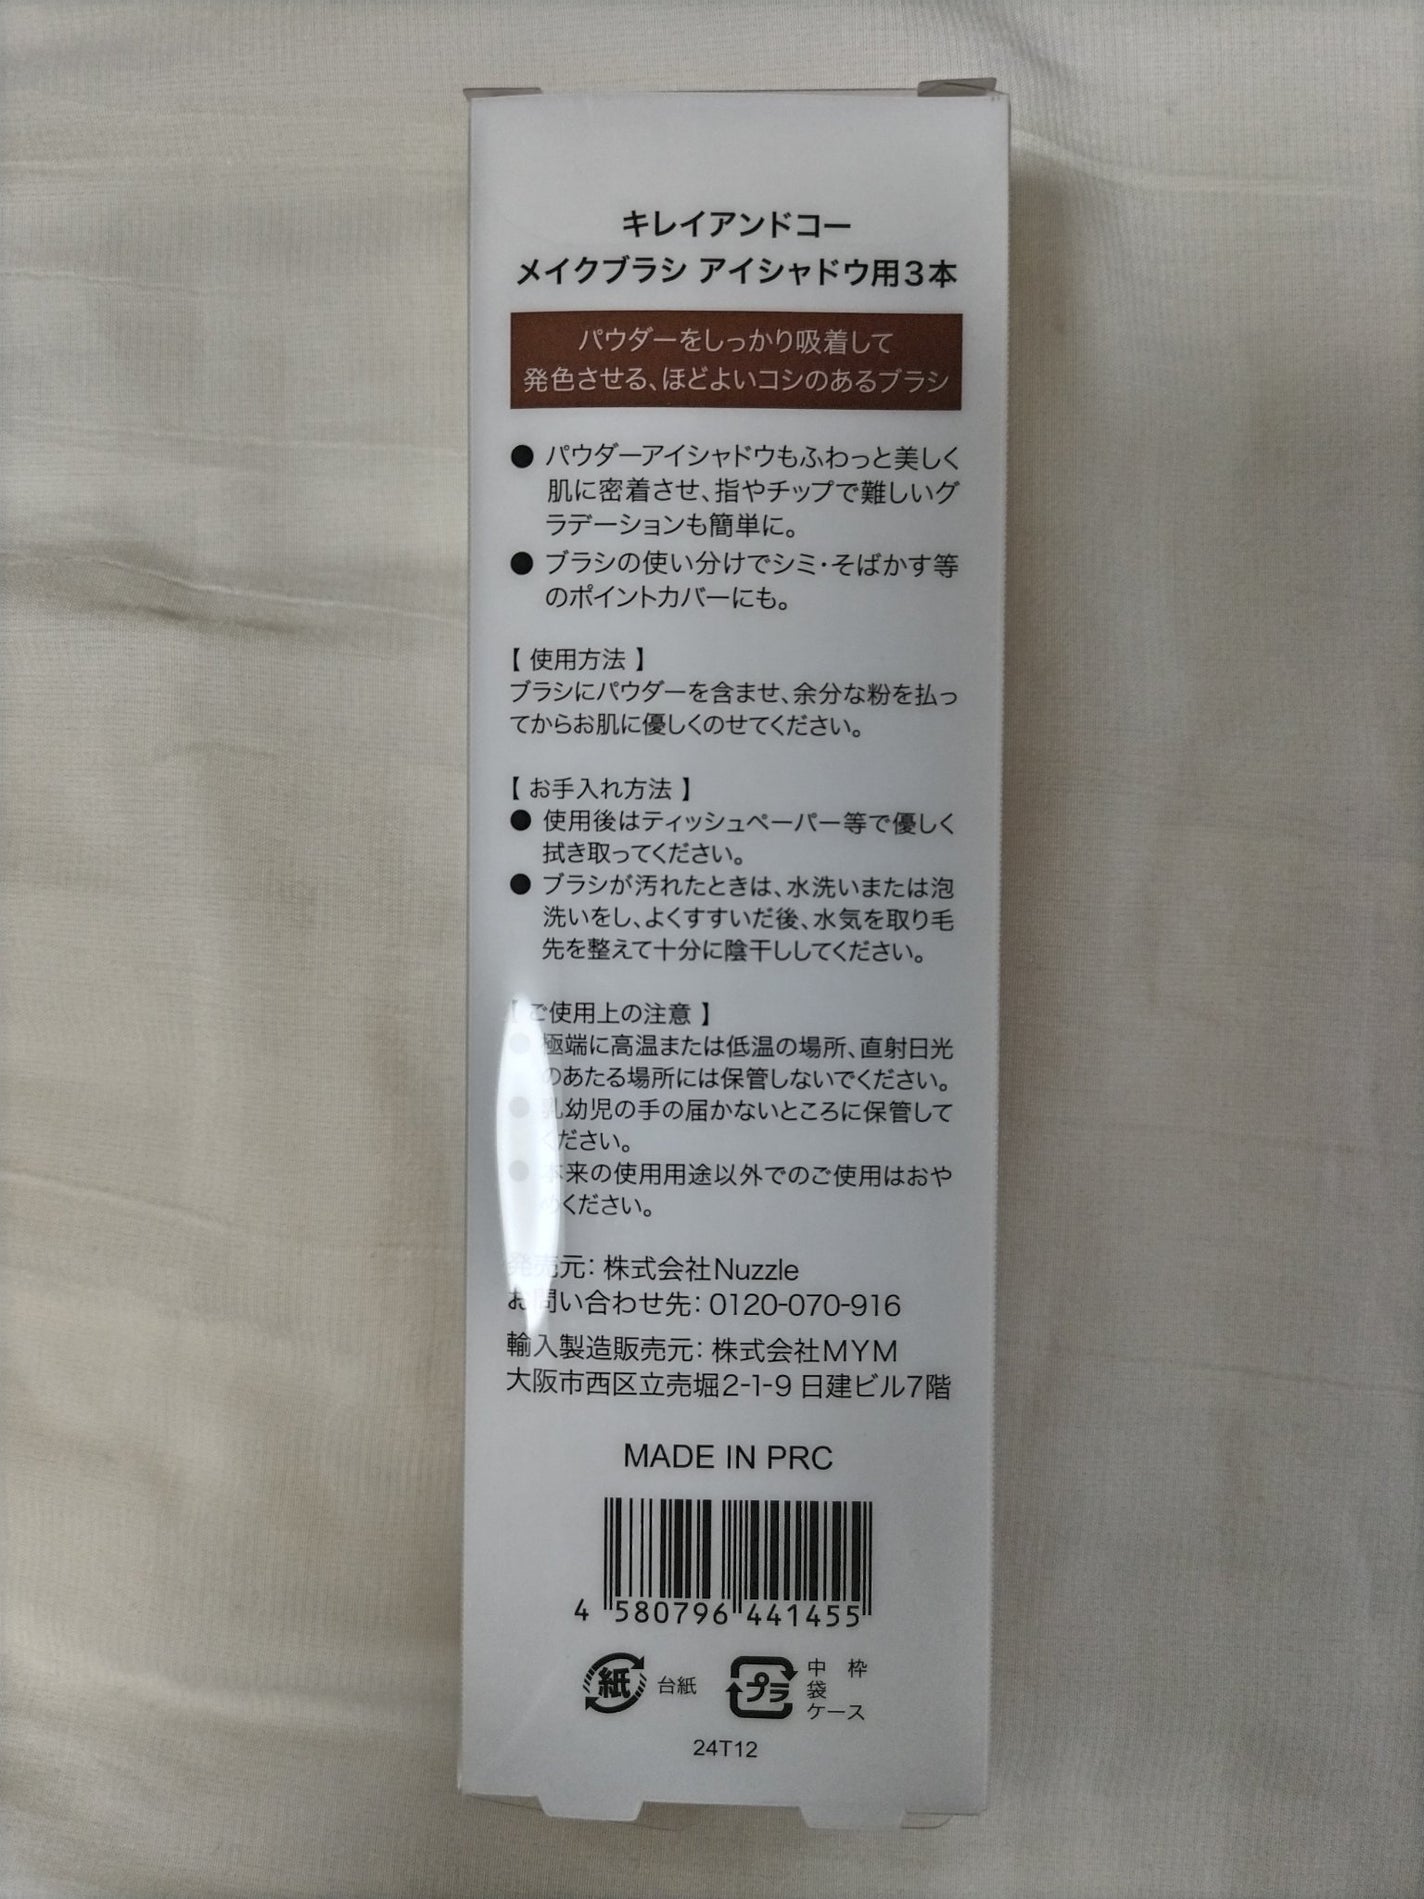 キレイアンドコー
メイクブラシ アイシャドウ用3本
パウダーをしっかり吸着して
発色させる、ほどよいコシのあるブラシ
● パウダーアイシャドウもふわっと美しく
肌に密着させ、指やチップで難しいグ
ラデーションも簡単に。
● ブラシの使い分けでシミ・そばかす等
のポイントカバーにも。
【 使用方法 】
ブラシにパウダーを含ませ、余分な粉を払っ
てからお肌に優しくのせてください。
【 お手入れ方法 】
● 使用後はティッシュペーパー等で優しく
拭き取ってください。
● ブラシが汚れたときは、水洗いまたは泡
洗いをし、よくすすいだ後、水気を取り毛
先を整えて十分に陰干ししてください。
【 ご使用上の注意 】
● 極端に高温または低温の場所、直射日光
のあたる場所には保管しないでください。
● 乳幼児の手の届かないところに保管して
ください。
● 本来の使用用途以外でのご使用はおや
めください。
発売元: 株式会社Nuzzle
お問い合わせ先: 0120-070-916
輸入製造販売元: 株式会社MYM
大阪市西区立売堀2-1-9 日建ビル7階
MADE IN PRC
4 580796 441455
紙 台紙 プラ 中 枠
袋
ケース
24T12